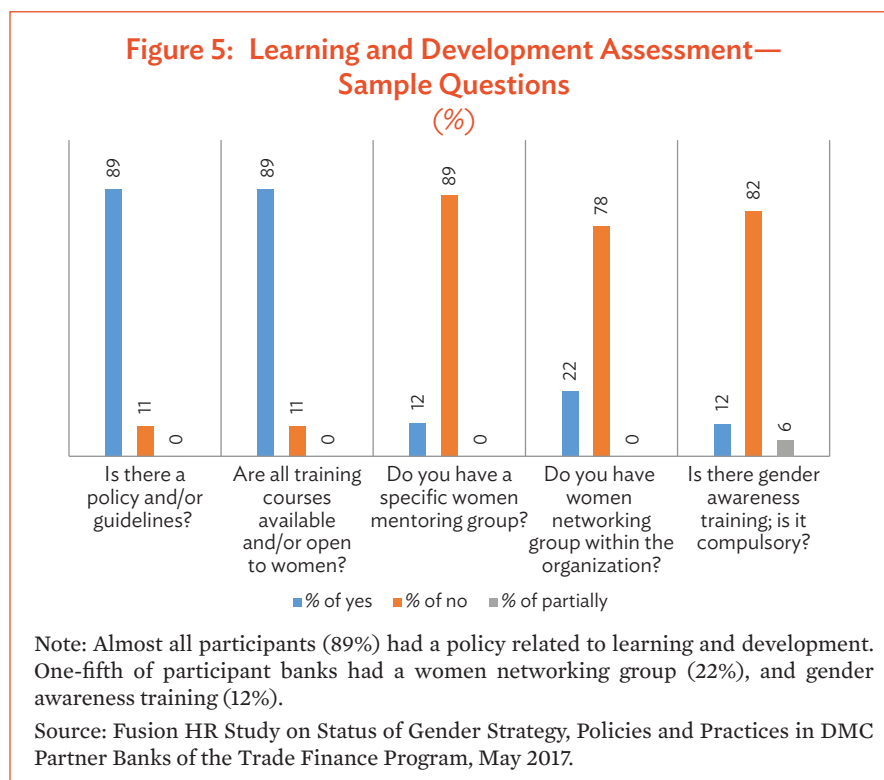 Figure 5: Learning and Development Assessment—
Sample Questions
(%)
89
11
0
89
11
0
12
89
0
22
78
0
12
82
6
Is there a
policy and/or
guidelines?
Are all training
courses
available
and/or open
to women?
Do you have a
specific women
mentoring group?
Do you have
women
networking
group within the
organization?
Is there gender
awareness
training; is it
compulsory?
% of yes % of no % of partially
Note: Almost all participants (89%) had a policy related to learning and development.
One-fifth of participant banks had a women networking group (22%), and gender
awareness training (12%).
Source: Fusion HR Study on Status of Gender Strategy, Policies and Practices in DMC
Partner Banks of the Trade Finance Program, May 2017.